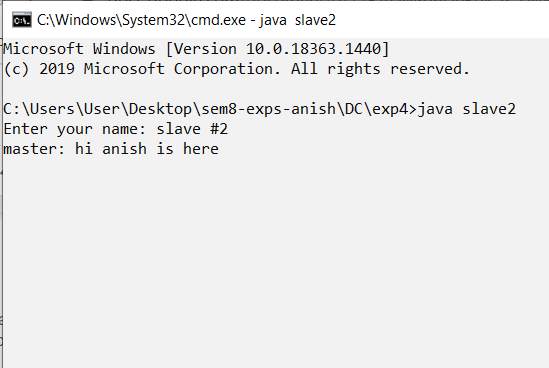 C:\Windows\System32\cmd.exe - java slave2
Microsoft Windows [Version 10.0.18363.1440]
(c) 2019 Microsoft Corporation. All rights reserved.
C:\Users\User\Desktop\sem8-exps-anish\DC\exp4>java slave2
Enter your name: slave #2
master: hi anish is here